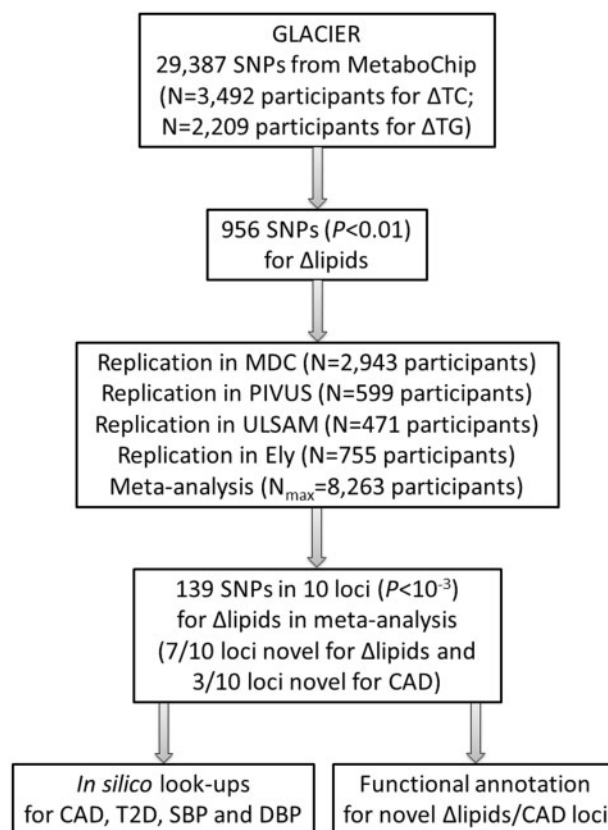 GLACIER
29,387 SNPs from MetaboChip
(N=3,492 participants for ΔTC;
N=2,209 participants for ΔTG)
956 SNPs (P<0.01)
for Δlipids
Replication in MDC (N=2,943 participants)
Replication in PIVUS (N=599 participants)
Replication in ULSAM (N=471 participants)
Replication in Ely (N=755 participants)
Meta-analysis (Nmax=8,263 participants)
139 SNPs in 10 loci (P<10⁻³)
for Δlipids in meta-analysis
(7/10 loci novel for Δlipids and
3/10 loci novel for CAD)
In silico look-ups
for CAD, T2D, SBP and DBP
Functional annotation
for novel Δlipids/CAD loci